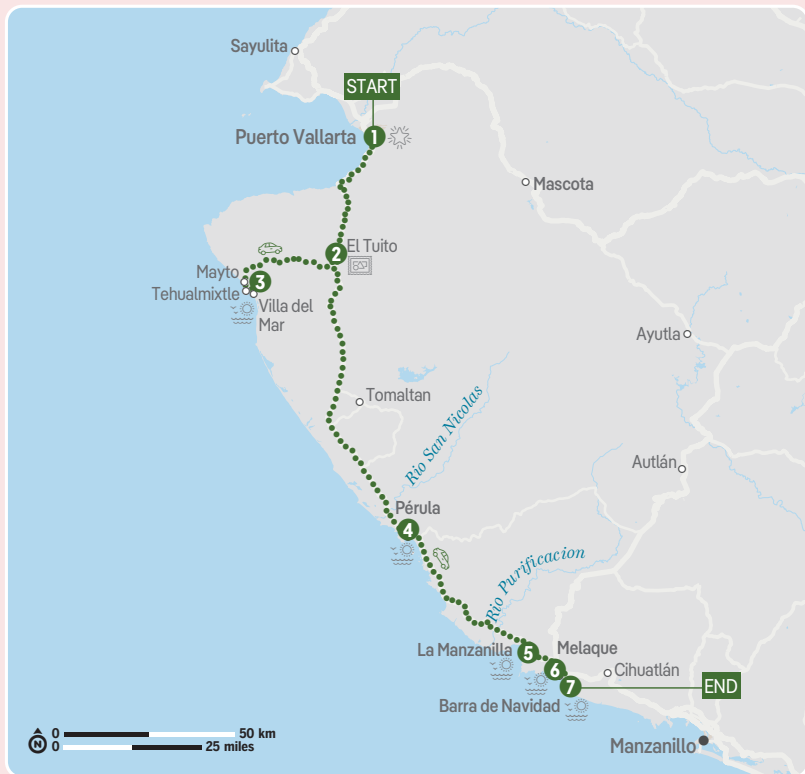 Sayulita
START
Puerto Vallarta
1
Mascota
2
El Tuito
Mayto
3
Tehualmixtle
Villa del
Mar
Ayutla
Tomaltan
Rio San Nicolas
Autlán
Pérula
4
Rio Purificacion
La Manzanilla
5
Melaque
6
Cihuatlán
7
END
Barra de Navidad
Manzanillo
N
0 50 km
0 25 miles